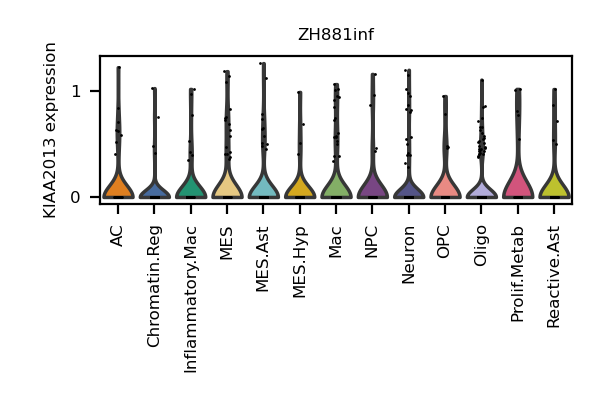 ZH881inf
KIAA2013 expression
1
0
AC
Chromatin.Reg
Inflammatory.Mac
MES
MES.Ast
MES.Hyp
Mac
NPC
Neuron
OPC
Oligo
Prolif.Metab
Reactive.Ast